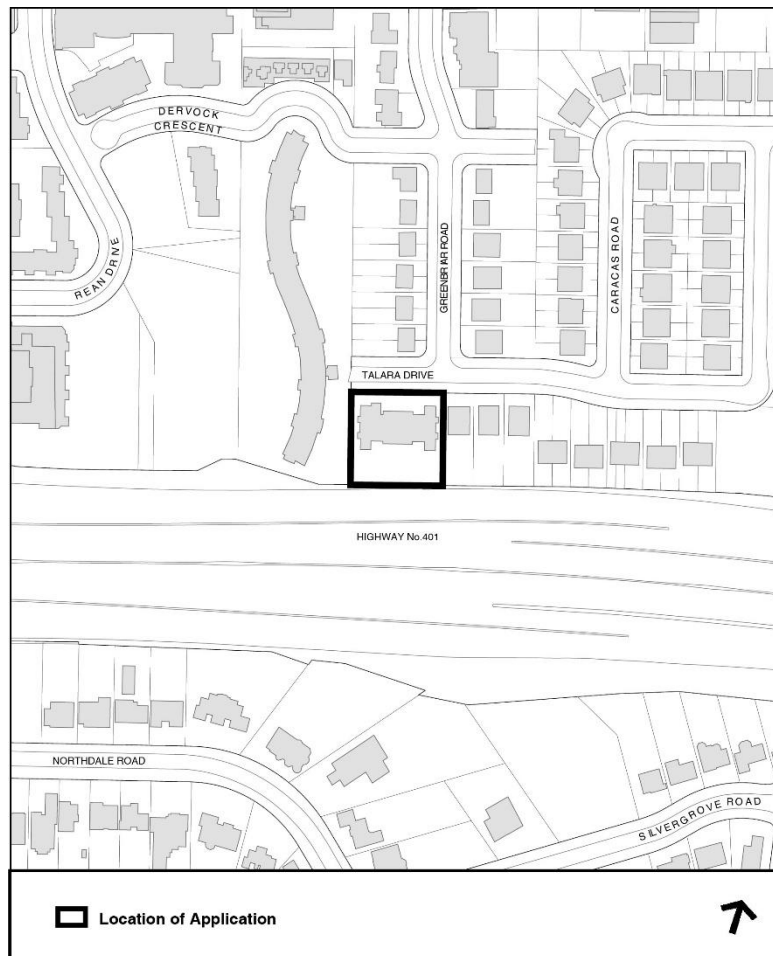 DERVOCK
CRESCENT
REAN DRIVE
GREENBRIAR ROAD
CARACAS ROAD
TALARA DRIVE
HIGHWAY No.401
NORTHDALE ROAD
SILVERGROVE ROAD
Location of Application